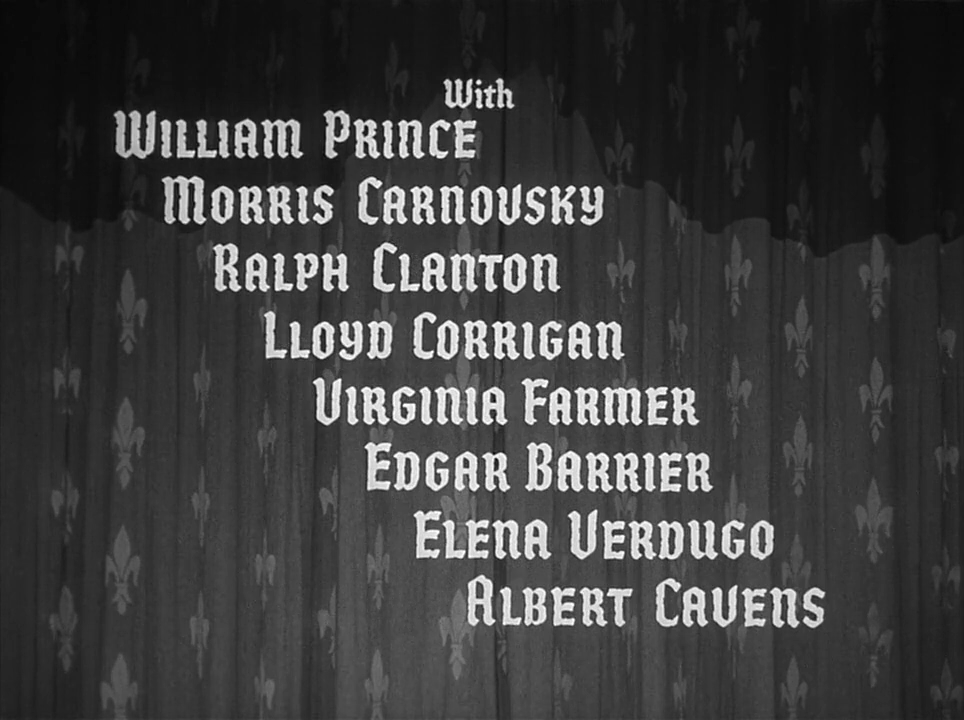 With
William Prince
Morris Carnovsky
Ralph Clanton
Lloyd Corrigan
Virginia Farmer
Edgar Barrier
Elena Verdugo
Albert Cavens